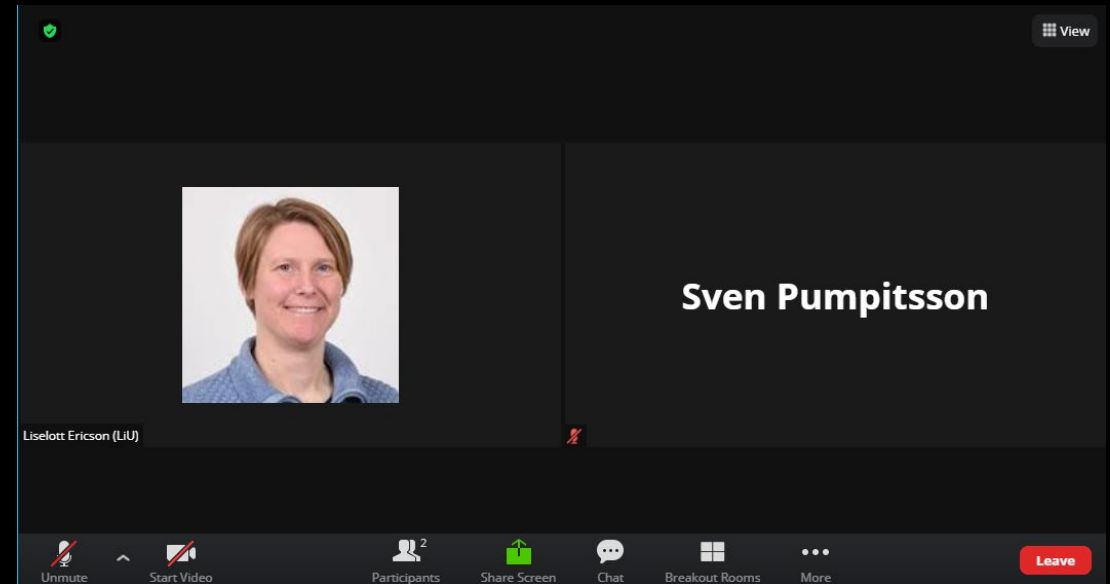 View
Sven Pumpitsson
Liselott Ericson (LiU)
2
Unmute
Start Video
Participants
Share Screen
Chat
Breakout Rooms
More
Leave